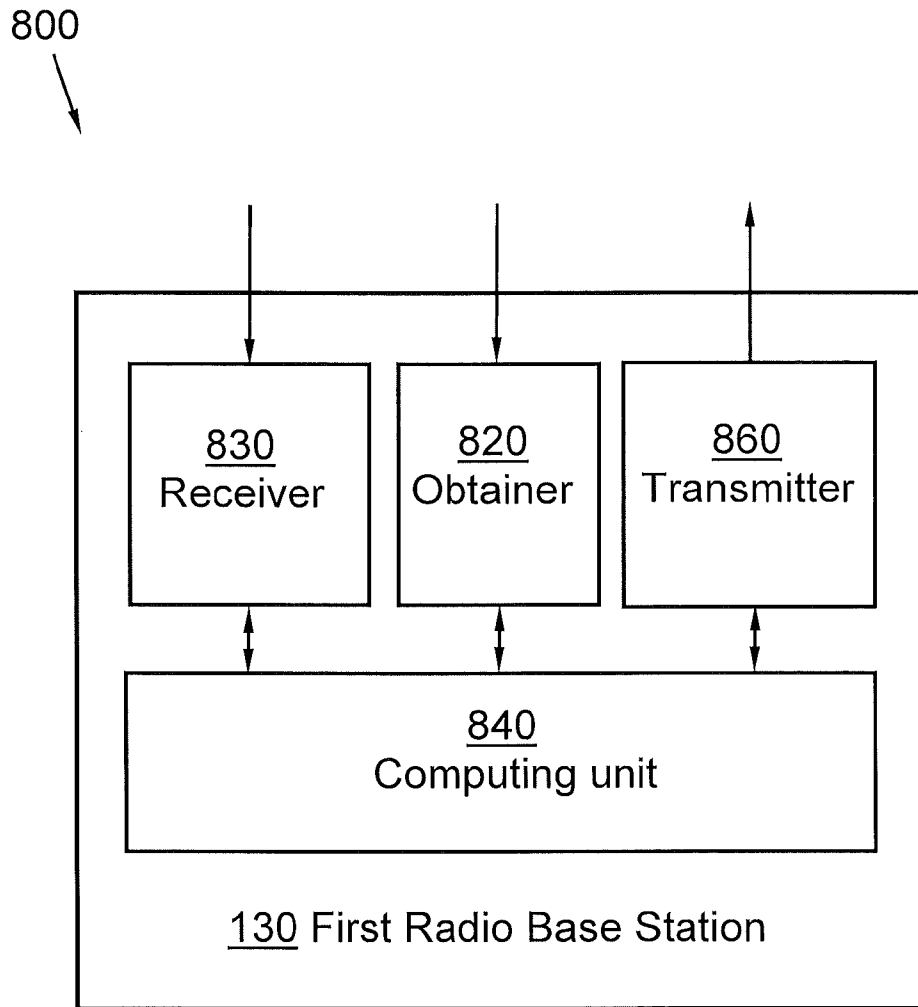 800
830
Receiver
820
Obtainer
860
Transmitter
840
Computing unit
130 First Radio Base Station